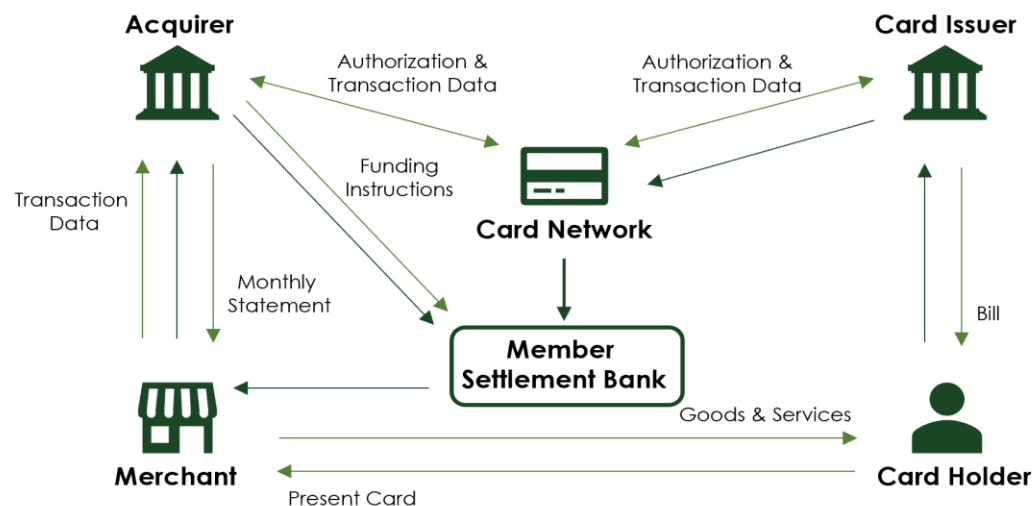 Acquirer
Card Issuer
Authorization &
Transaction Data
Authorization &
Transaction Data
Funding
Instructions
Transaction
Data
Card Network
Monthly
Statement
Bill
Member
Settlement Bank
Goods & Services
Merchant
Card Holder
Present Card